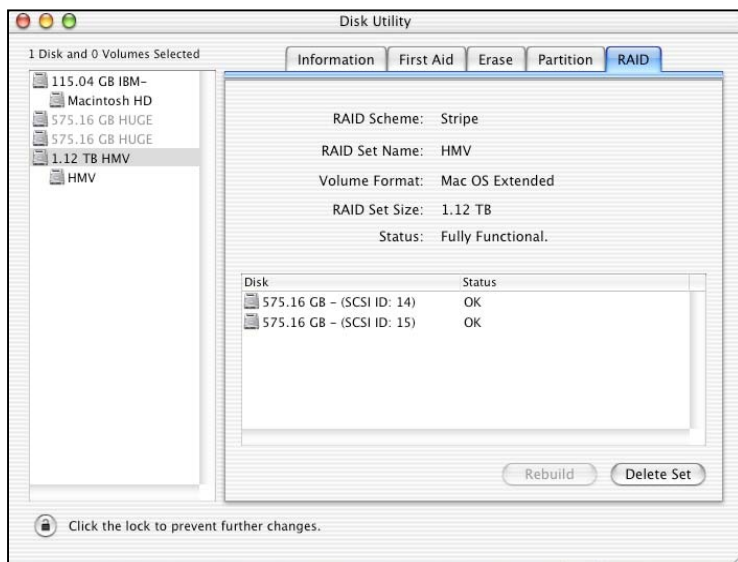 Disk Utility
1 Disk and 0 Volumes Selected
115.04 GB IBM-
Macintosh HD
575.16 GB HUGE
575.16 GB HUGE
1.12 TB HMV
HMV
Information First Aid Erase Partition RAID
RAID Scheme: Stripe
RAID Set Name: HMV
Volume Format: Mac OS Extended
RAID Set Size: 1.12 TB
Status: Fully Functional.
Disk Status
575.16 GB – (SCSI ID: 14) OK
575.16 GB – (SCSI ID: 15) OK
Rebuild Delete Set
Click the lock to prevent further changes.